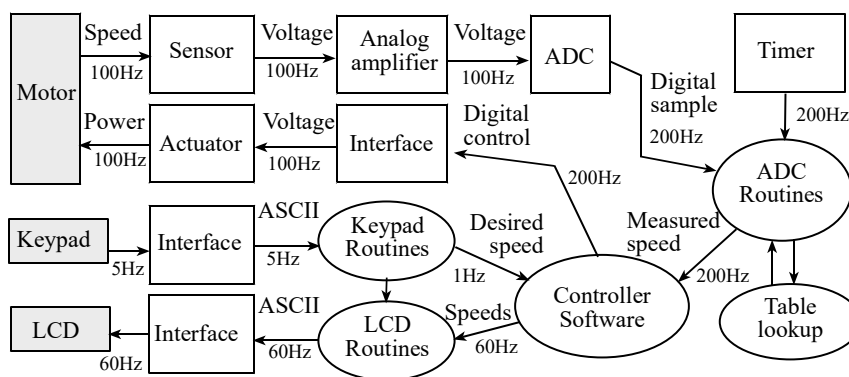 Speed
Voltage
Voltage
Motor
Sensor
Analog
amplifier
ADC
Timer
100Hz
100Hz
100Hz
Digital
sample
200Hz
200Hz
Power
Voltage
Digital
control
Actuator
Interface
100Hz
100Hz
200Hz
ADC
Routines
Keypad
5Hz
Interface
ASCII
5Hz
Keypad
Routines
Desired
speed
1Hz
Measured
speed
200Hz
Controller
Software
Table
lookup
LCD
60Hz
Interface
ASCII
60Hz
LCD
Routines
Speeds
60Hz